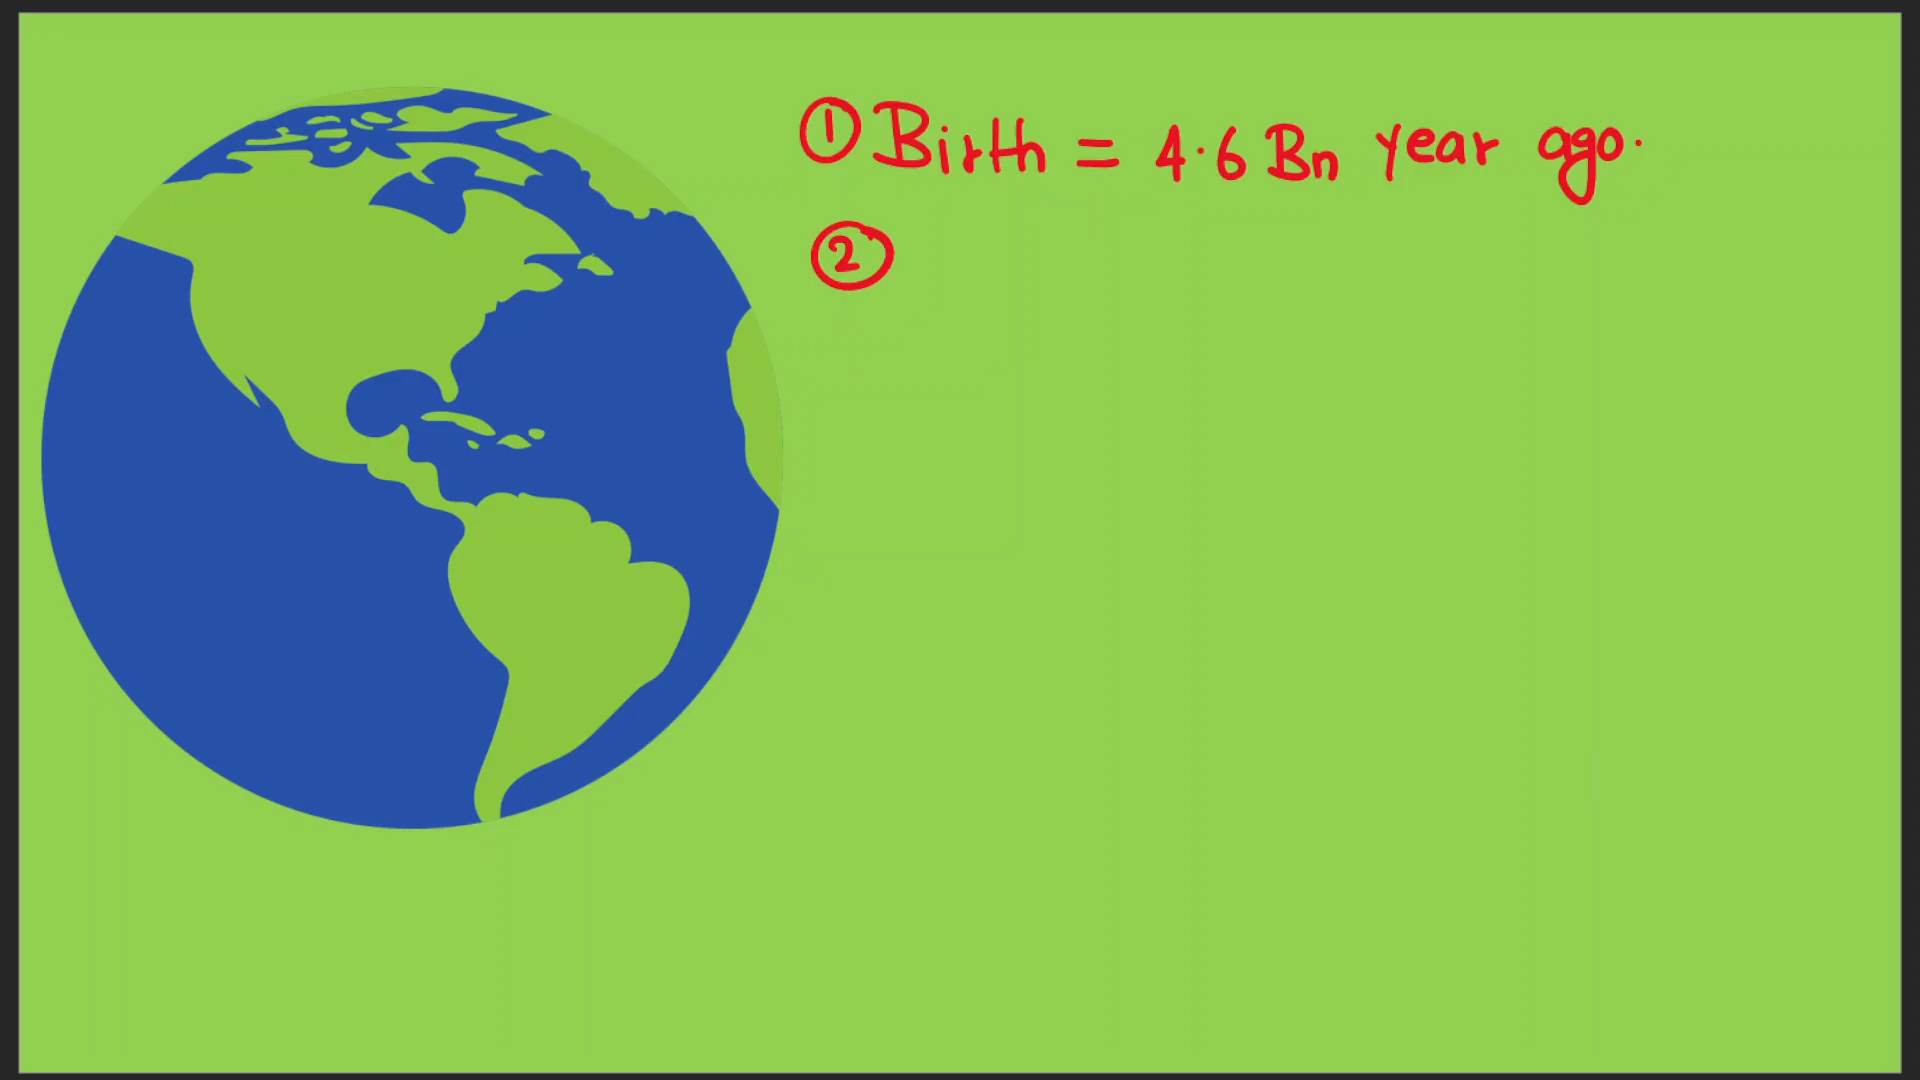 ① Birth = 4.6 Bn year ago.
②